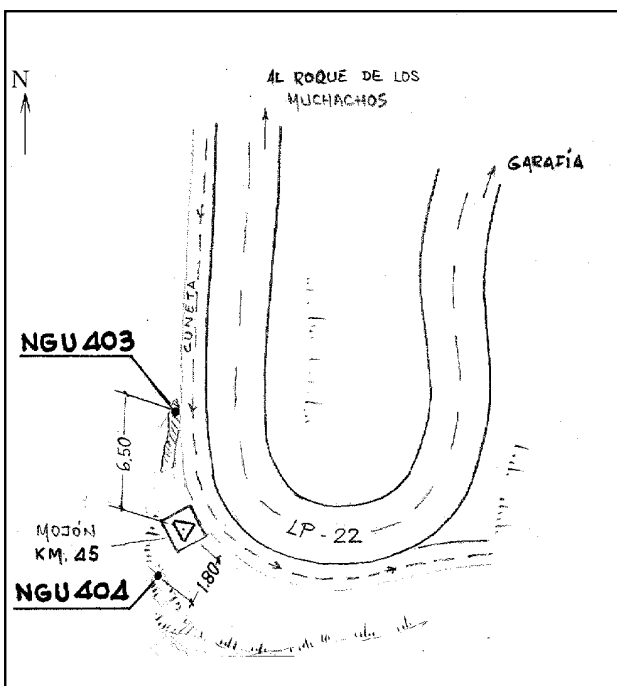 N
AL ROQUE DE LOS
MUCHACHOS
GARAFÍA
CUNETA
NGU 403
6,50
MOJÓN
KM. 45
LP-22
1.80
NGU 404